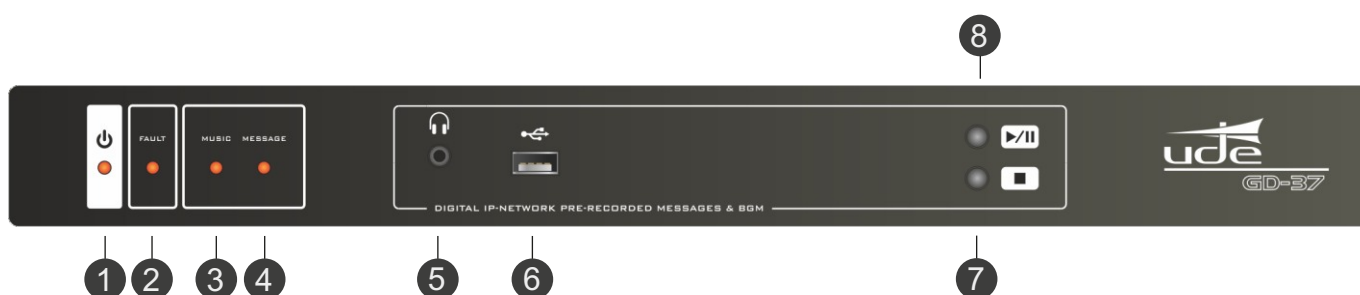 8
FAULT
MUSIC MESSAGE
ude
GD-37
DIGITAL IP-NETWORK PRE-RECORDED MESSAGES & BGM
1 2 3 4 5 6 7